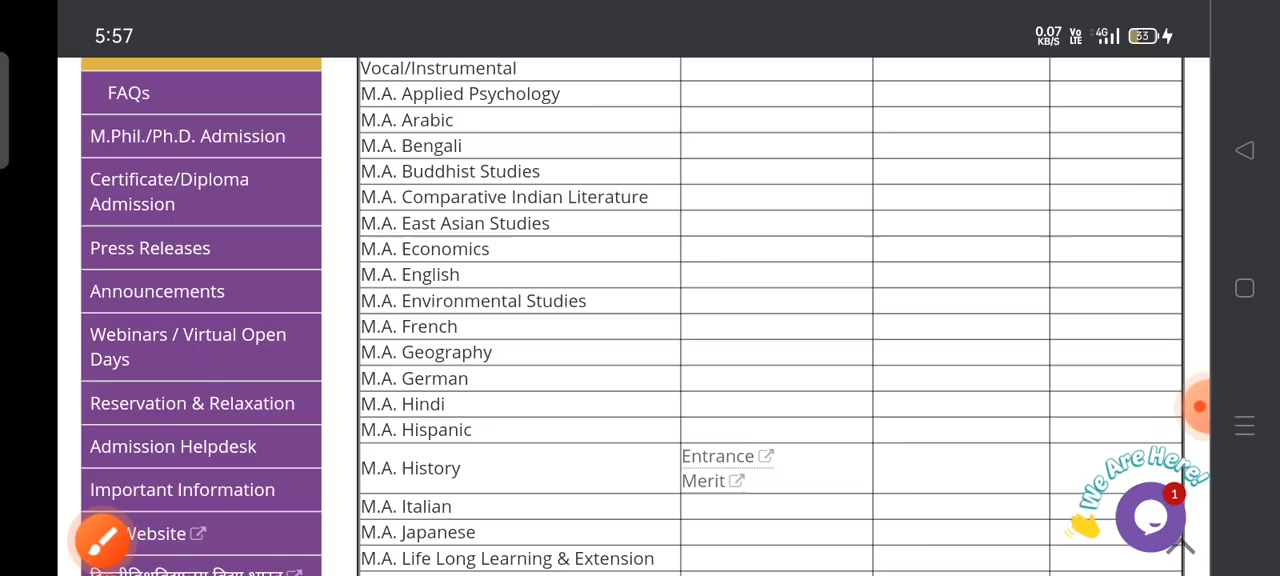 5:57
0.07 KB/S Vo LTE 4G 33
FAQs
M.Phil./Ph.D. Admission
Certificate/Diploma
Admission
Press Releases
Announcements
Webinars / Virtual Open
Days
Reservation & Relaxation
Admission Helpdesk
Important Information
Website
Vocal/Instrumental
M.A. Applied Psychology
M.A. Arabic
M.A. Bengali
M.A. Buddhist Studies
M.A. Comparative Indian Literature
M.A. East Asian Studies
M.A. Economics
M.A. English
M.A. Environmental Studies
M.A. French
M.A. Geography
M.A. German
M.A. Hindi
M.A. Hispanic
M.A. History
Entrance
Merit
M.A. Italian
M.A. Japanese
M.A. Life Long Learning & Extension
We Are Here!
1